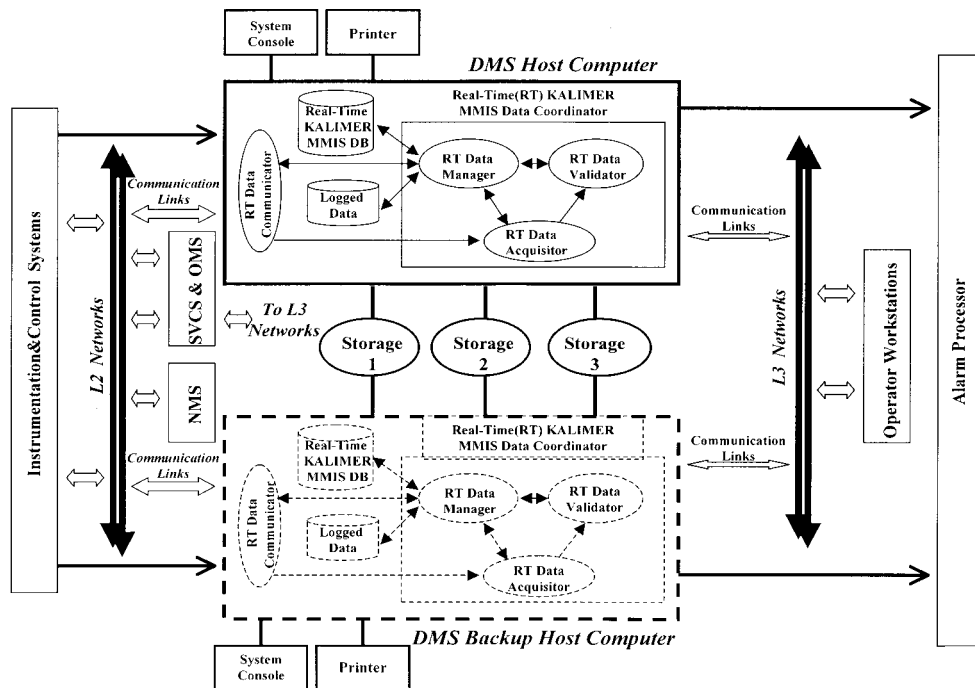 System
Console
Printer
DMS Host Computer
Real-Time(RT) KALIMER
MMIS Data Coordinator
Real-Time
KALIMER
MMIS DB
RT Data
Manager
RT Data
Validator
Logged
Data
RT Data
Acquisitor
RT Data
Communicator
Instrumentation&Control Systems
L2 Networks
Communication
Links
SVCS & OMS
To L3
Networks
NMS
Communication
Links
Storage
1
Storage
2
Storage
3
Communication
Links
L3 Networks
Operator Workstations
Alarm Processor
Communication
Links
Real-Time(RT) KALIMER
MMIS Data Coordinator
Real-Time
KALIMER
MMIS DB
RT Data
Manager
RT Data
Validator
Logged
Data
RT Data
Acquisitor
RT Data
Communicator
DMS Backup Host Computer
System
Console
Printer